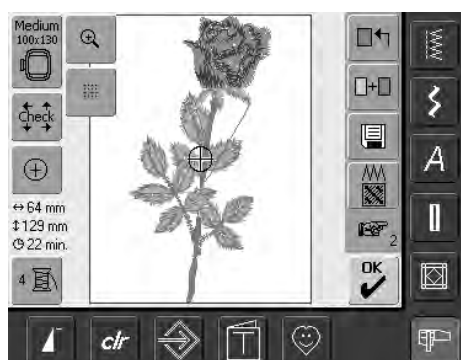 Medium
100x130
Check
64 mm
129 mm
22 min.
4
2
OK
A
clr
T